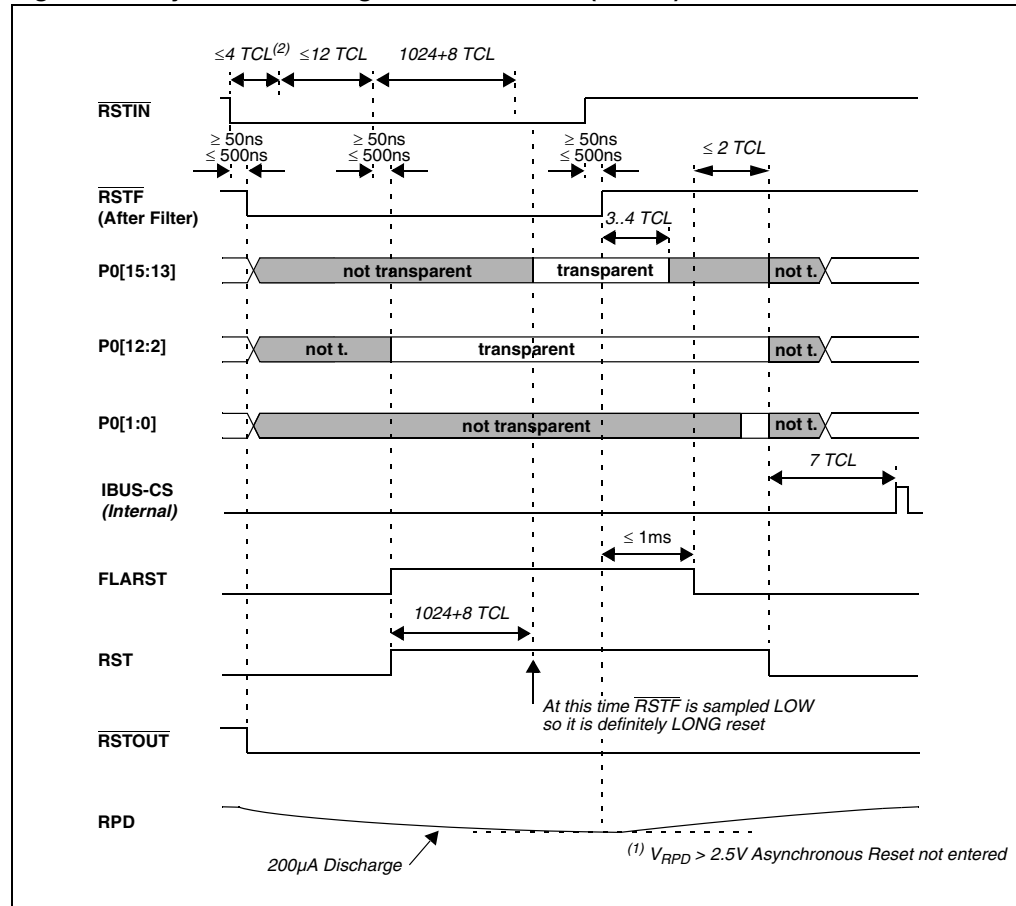 ≤4 TCL(2) ≤12 TCL 1024+8 TCL
RSTIN
≥ 50ns ≥ 50ns ≥ 50ns
≤ 500ns ≤ 500ns ≤ 500ns
≤ 2 TCL
RSTF
(After Filter)
3..4 TCL
P0[15:13] not transparent transparent not t.
P0[12:2] not t. transparent not t.
P0[1:0] not transparent not t.
7 TCL
IBUS-CS
(Internal)
≤ 1ms
FLARST
1024+8 TCL
RST
At this time RSTF is sampled LOW
so it is definitely LONG reset
RSTOUT
RPD
200µA Discharge
(1) VRPD > 2.5V Asynchronous Reset not entered